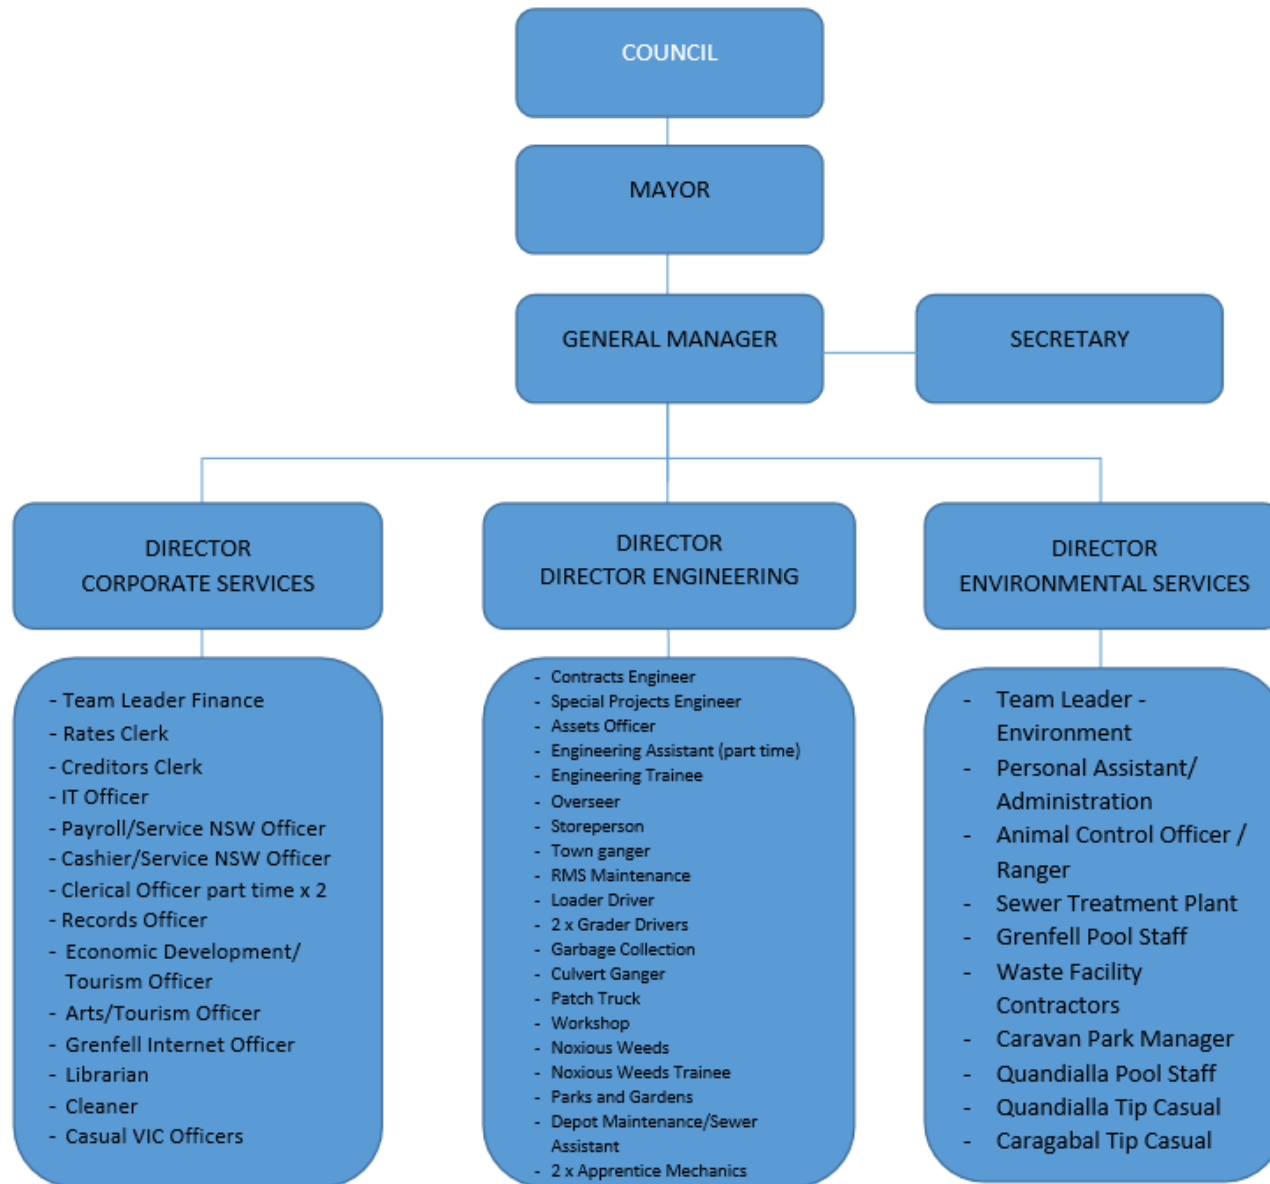 COUNCIL
MAYOR
GENERAL MANAGER
SECRETARY
DIRECTOR
CORPORATE SERVICES
DIRECTOR
DIRECTOR ENGINEERING
DIRECTOR
ENVIRONMENTAL SERVICES
- Team Leader Finance
- Rates Clerk
- Creditors Clerk
- IT Officer
- Payroll/Service NSW Officer
- Cashier/Service NSW Officer
- Clerical Officer part time x 2
- Records Officer
- Economic Development/
Tourism Officer
- Arts/Tourism Officer
- Grenfell Internet Officer
- Librarian
- Cleaner
- Casual VIC Officers
- Contracts Engineer
- Special Projects Engineer
- Assets Officer
- Engineering Assistant (part time)
- Engineering Trainee
- Overseer
- Storeperson
- Town ganger
- RMS Maintenance
- Loader Driver
- 2 x Grader Drivers
- Garbage Collection
- Culvert Ganger
- Patch Truck
- Workshop
- Noxious Weeds
- Noxious Weeds Trainee
- Parks and Gardens
- Depot Maintenance/Sewer
Assistant
- 2 x Apprentice Mechanics
- Team Leader -
Environment
- Personal Assistant/
Administration
- Animal Control Officer /
Ranger
- Sewer Treatment Plant
- Grenfell Pool Staff
- Waste Facility
Contractors
- Caravan Park Manager
- Quandialla Pool Staff
- Quandialla Tip Casual
- Caragabal Tip Casual